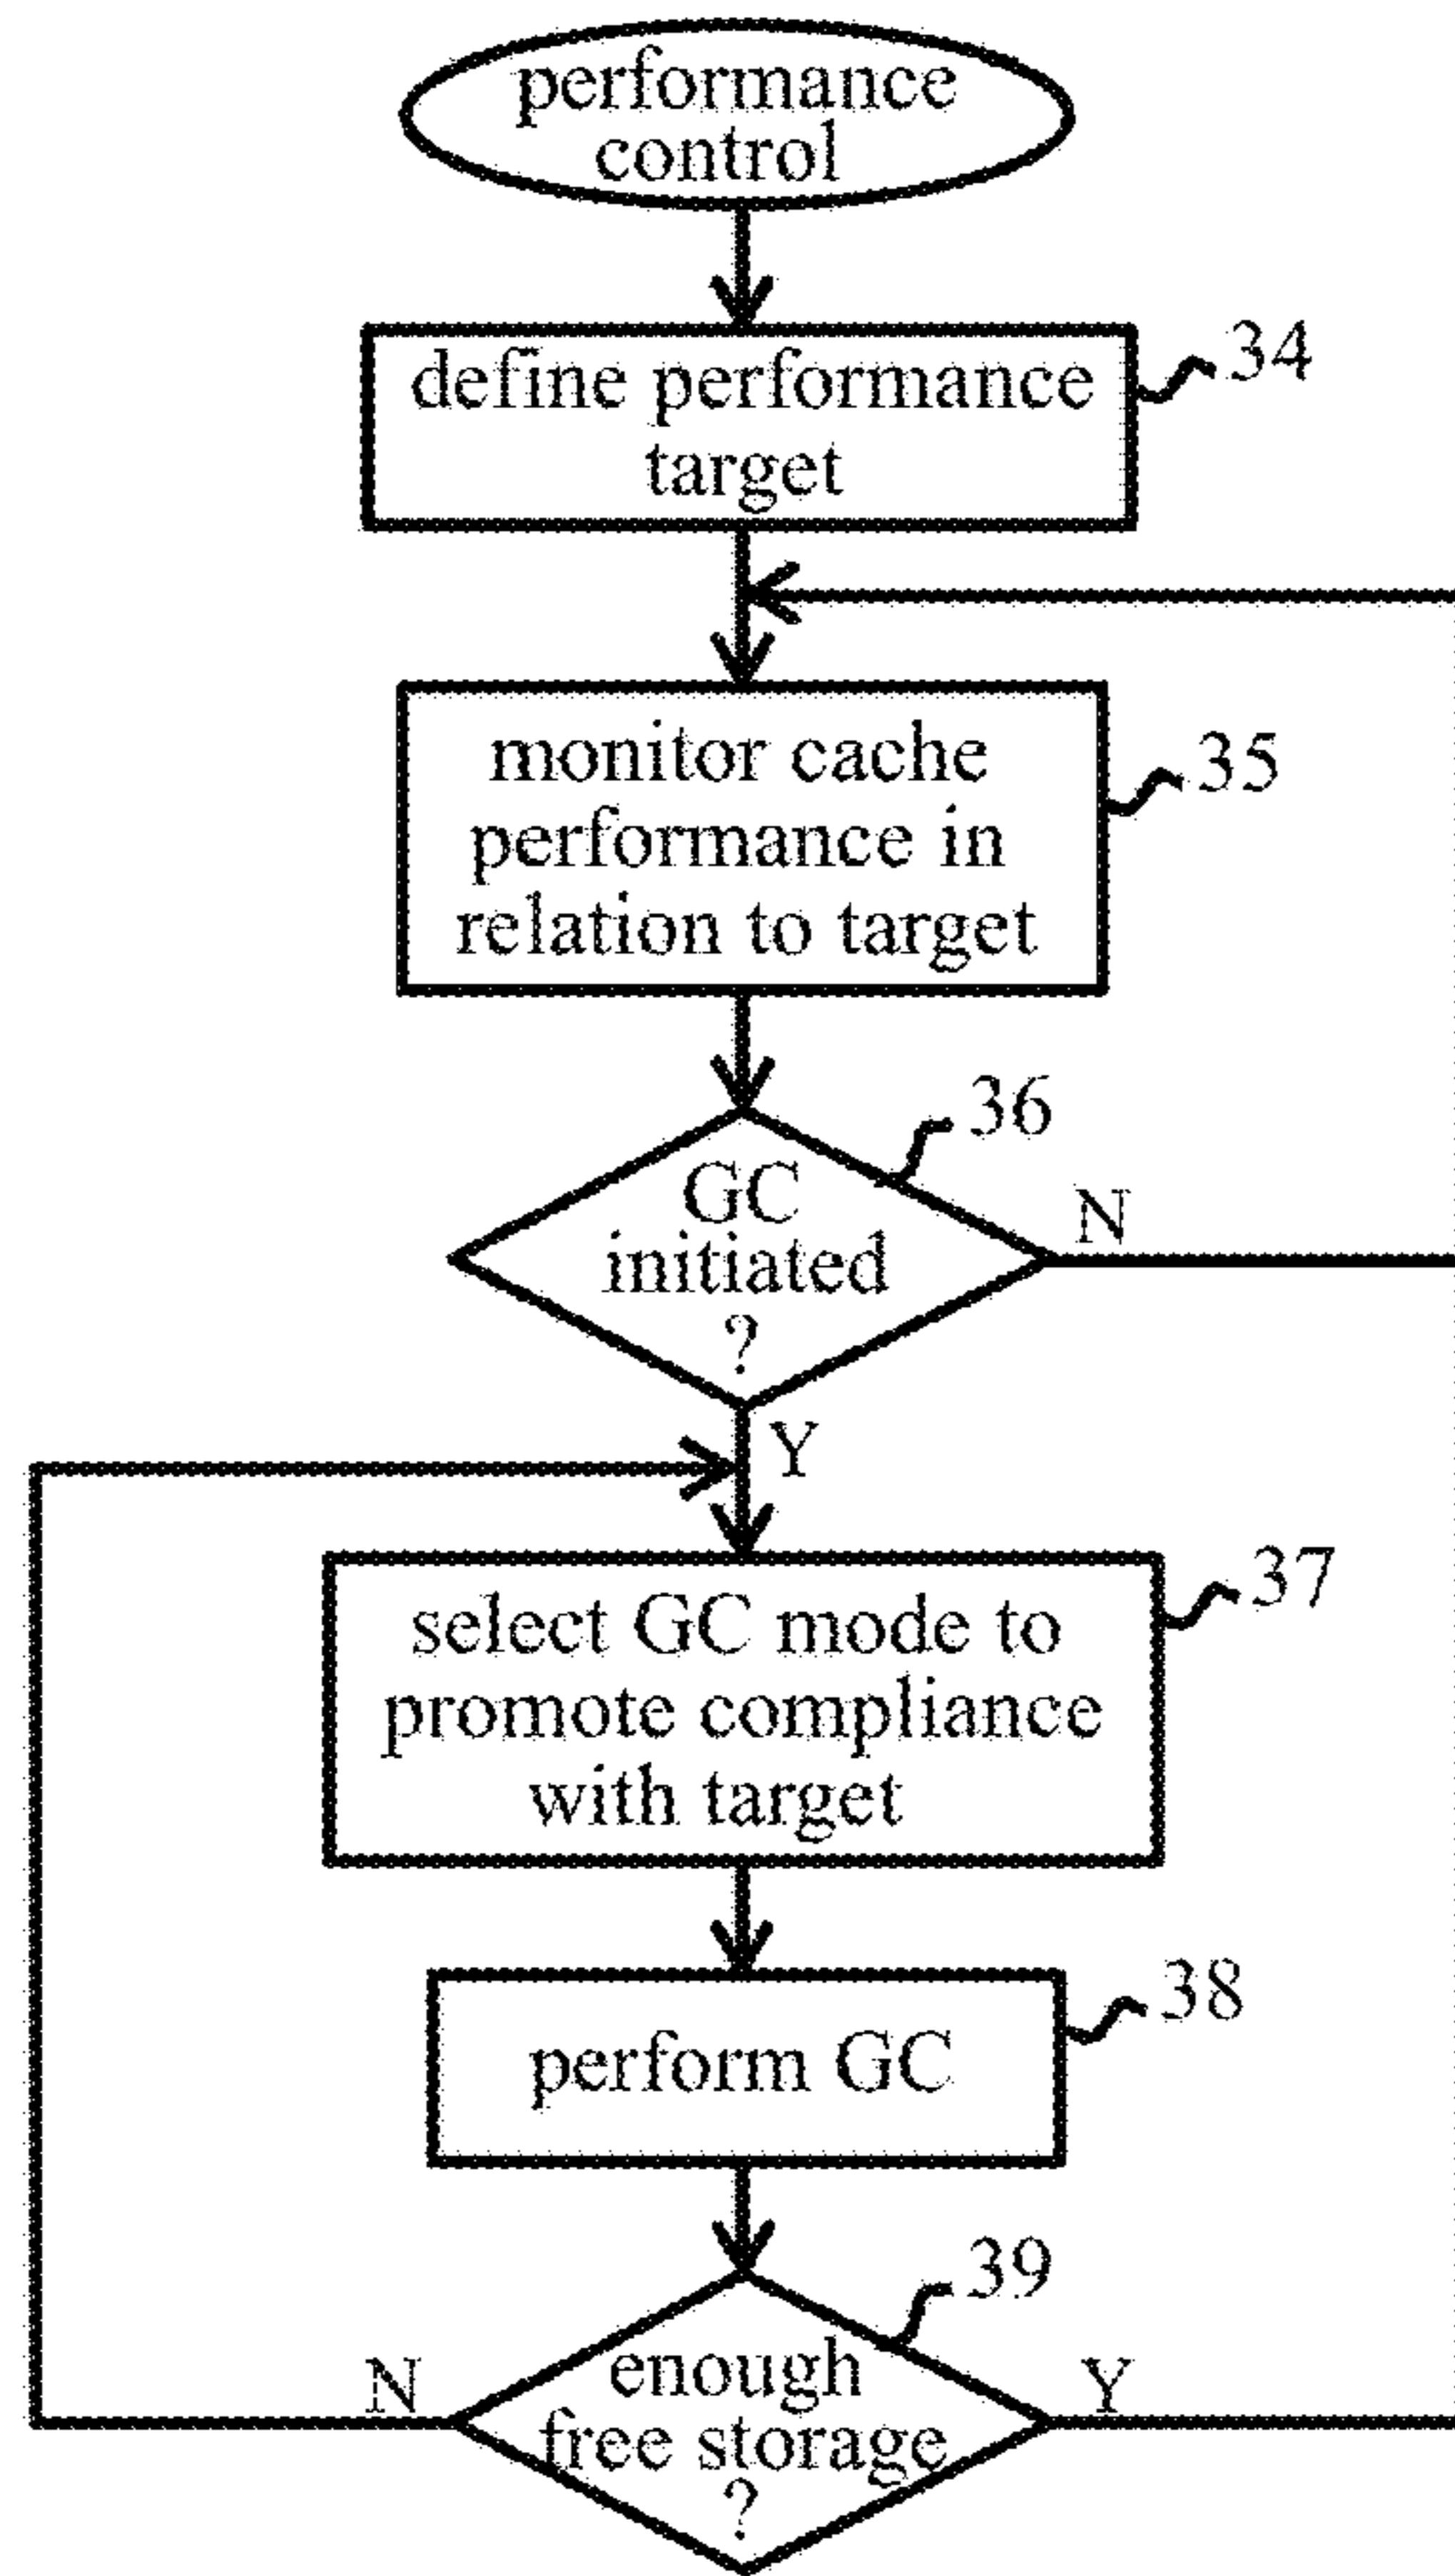 performance
control
define performance
target
34
monitor cache
performance in
relation to target
35
36
GC
initiated
?
N
Y
select GC mode to
promote compliance
with target
37
perform GC
38
39
enough
free storage
?
N
Y